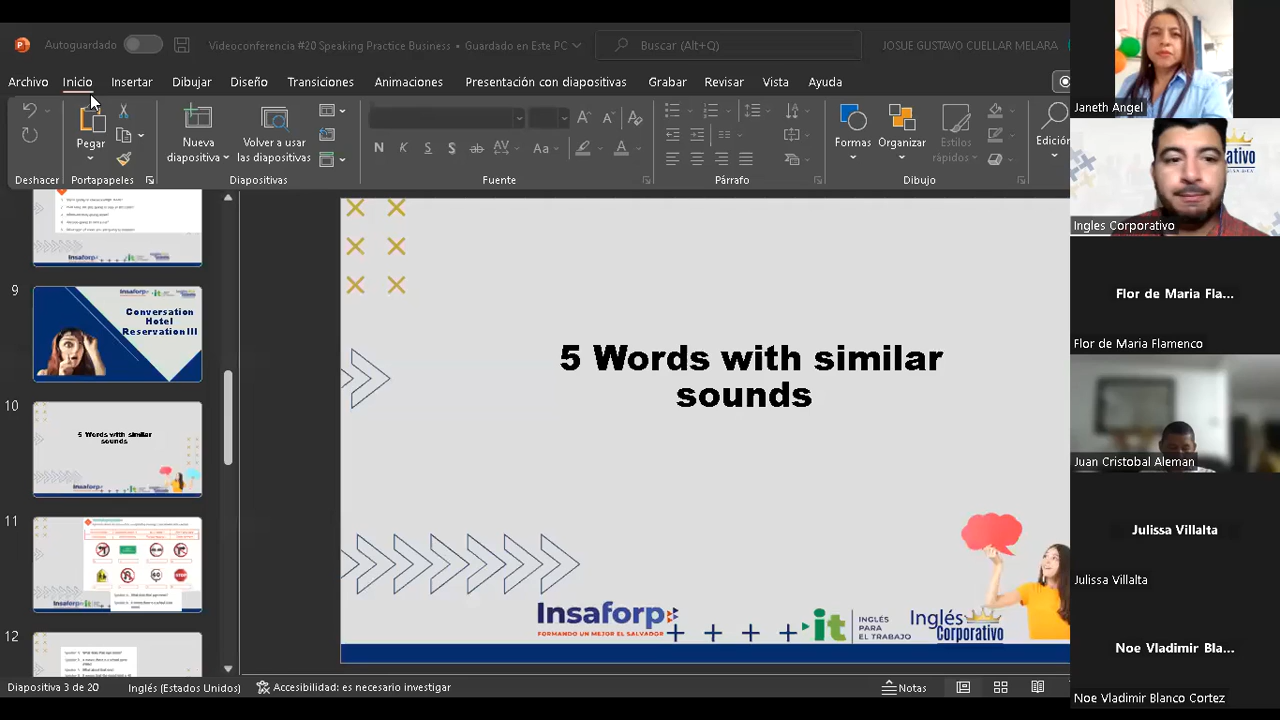 Autoguardado
Videoconferencia #20 Speaking Practice Business • Guardado en Este PC
Buscar (Alt+Q)
JOSUE GUSTAVO CUELLAR MELARA
Archivo Inicio Insertar Dibujar Diseño Transiciones Animaciones Presentación con diapositivas Grabar Revisar Vista Ayuda
Pegar
Nueva
diapositiva
Volver a usar
las diapositivas
Formas
Organizar
Estilos
rápidos
Edición
Deshacer Portapapeles Diapositivas Fuente Párrafo Dibujo
9
Conversation
Hotel
Reservation III
10
5 Words with similar
sounds
11
12
5 Words with similar
sounds
Insaforp
FORMANDO UN MEJOR EL SALVADOR
it
INGLÉS
PARA
EL TRABAJO
Inglés
Corporativo
Diapositiva 3 de 20
Inglés (Estados Unidos)
Accesibilidad: es necesario investigar
Notas
Janeth Angel
Ingles Corporativo
Flor de Maria Fla...
Flor de Maria Flamenco
Juan Cristobal Aleman
Julissa Villalta
Julissa Villalta
Noe Vladimir Bla...
Noe Vladimir Blanco Cortez